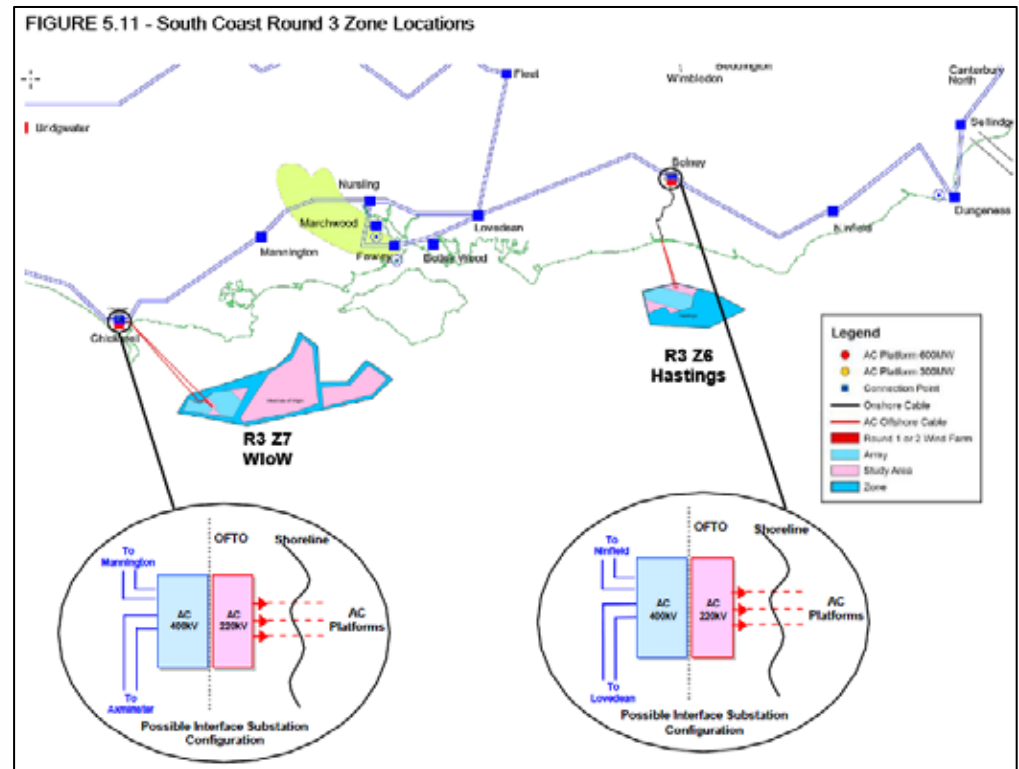 FIGURE 5.11 - South Coast Round 3 Zone Locations
Fleet
Wimbledon
Canterbury
North
Bridgwater
Bolney
Nursling
Marchwood
Lovedean
Mannington
Fawley
Botley Wood
Ninfield
Dungeness
Chickerell
R3 Z6
Hastings
R3 Z7
WIoW
Legend
AC Platform 600MW
AC Platform 300MW
Connection Point
Onshore Cable
AC Offshore Cable
Round 1 or 2 Wind Farm
Array
Study Area
Zone
OFTO
Shoreline
To
Mannington
AC
400kV
AC
220kV
AC
Platforms
To
Axminster
Possible Interface Substation
Configuration
OFTO
Shoreline
To
Ninfield
AC
400kV
AC
220kV
AC
Platforms
To
Lovedean
Possible Interface Substation
Configuration